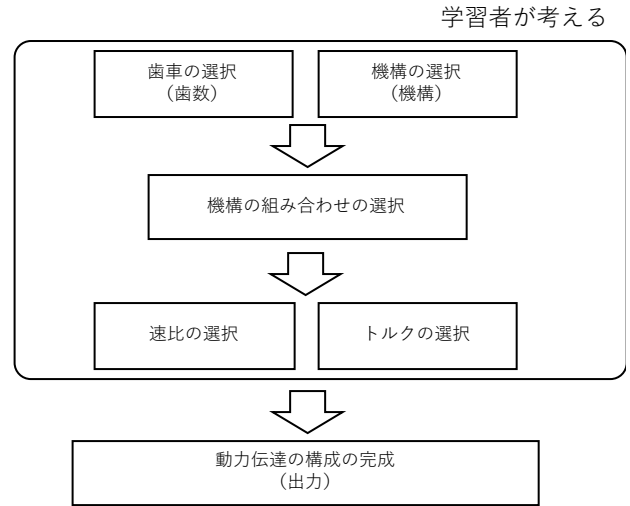 学習者が考える
歯車の選択
（歯数）
機構の選択
（機構）
機構の組み合わせの選択
速比の選択
トルクの選択
動力伝達の構成の完成
（出力）